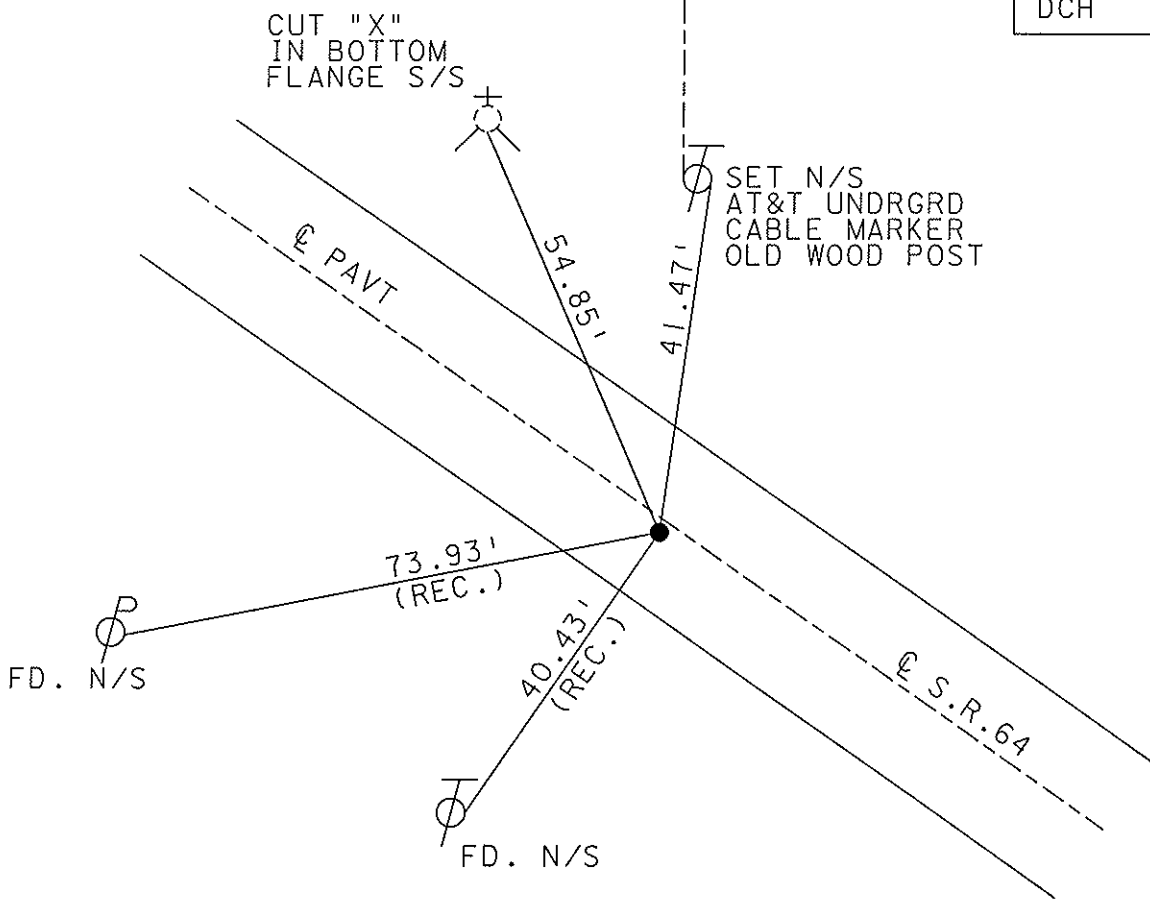 DCH
CUT "X"
IN BOTTOM
FLANGE S/S
SET N/S
AT&T UNDRGRD
CABLE MARKER
OLD WOOD POST
℄ PAVT
54.85'
41.47'
73.93'
(REC.)
40.43'
(REC.)
FD. N/S
℄ S.R.64
FD. N/S